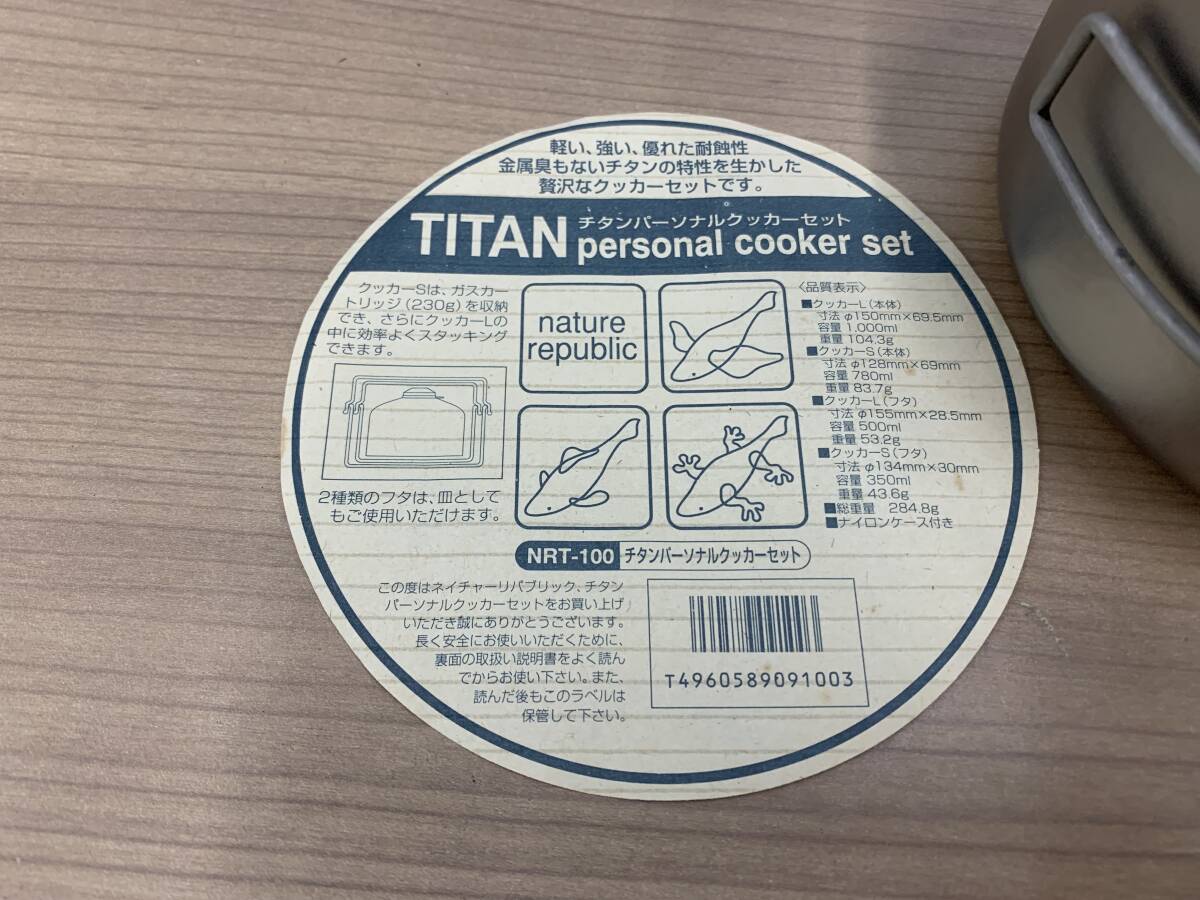 軽い、強い、優れた耐蝕性
金属臭もないチタンの特性を生かした
贅沢なクッカーセットです。
TITAN
チタンパーソナルクッカーセット
personal cooker set
クッカーSは、ガスカー
トリッジ(230g)を収納
でき、さらにクッカーLの
中に効率よくスタッキング
できます。
2種類のフタは、皿として
もご使用いただけます。
nature
republic
〈品質表示〉
■クッカーL(本体)
寸法 φ150mm×69.5mm
容量 1,000ml
重量 104.3g
■クッカーS(本体)
寸法 φ128mm×69mm
容量 780ml
重量 83.7g
■クッカーL(フタ)
寸法 φ155mm×28.5mm
容量 500ml
重量 53.2g
■クッカーS(フタ)
寸法 φ134mm×30mm
容量 350ml
重量 43.6g
■総重量 284.8g
■ナイロンケース付き
NRT-100 チタンパーソナルクッカーセット
この度はネイチャーリパブリック、チタン
パーソナルクッカーセットをお買い上げ
いただき誠にありがとうございます。
長く安全にお使いいただくために、
裏面の取扱い説明書をよく読ん
でからお使い下さい。また、
読んだ後もこのラベルは
保管して下さい。
T4960589091003